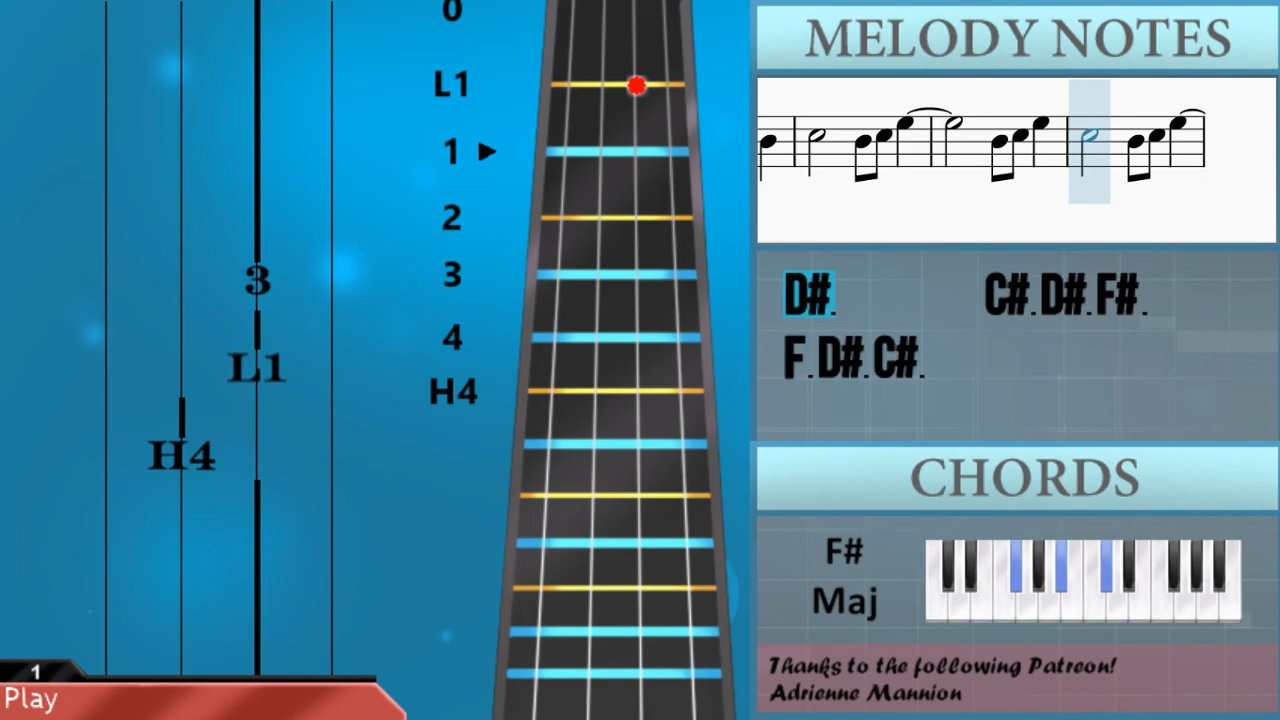 3
L1
H4
1
Play
0
L1
1
2
3
4
H4
MELODY NOTES
D#. C#.D#.F#.
F.D#.C#.
CHORDS
F#
Maj
Thanks to the following Patreon!
Adrienne Mannion